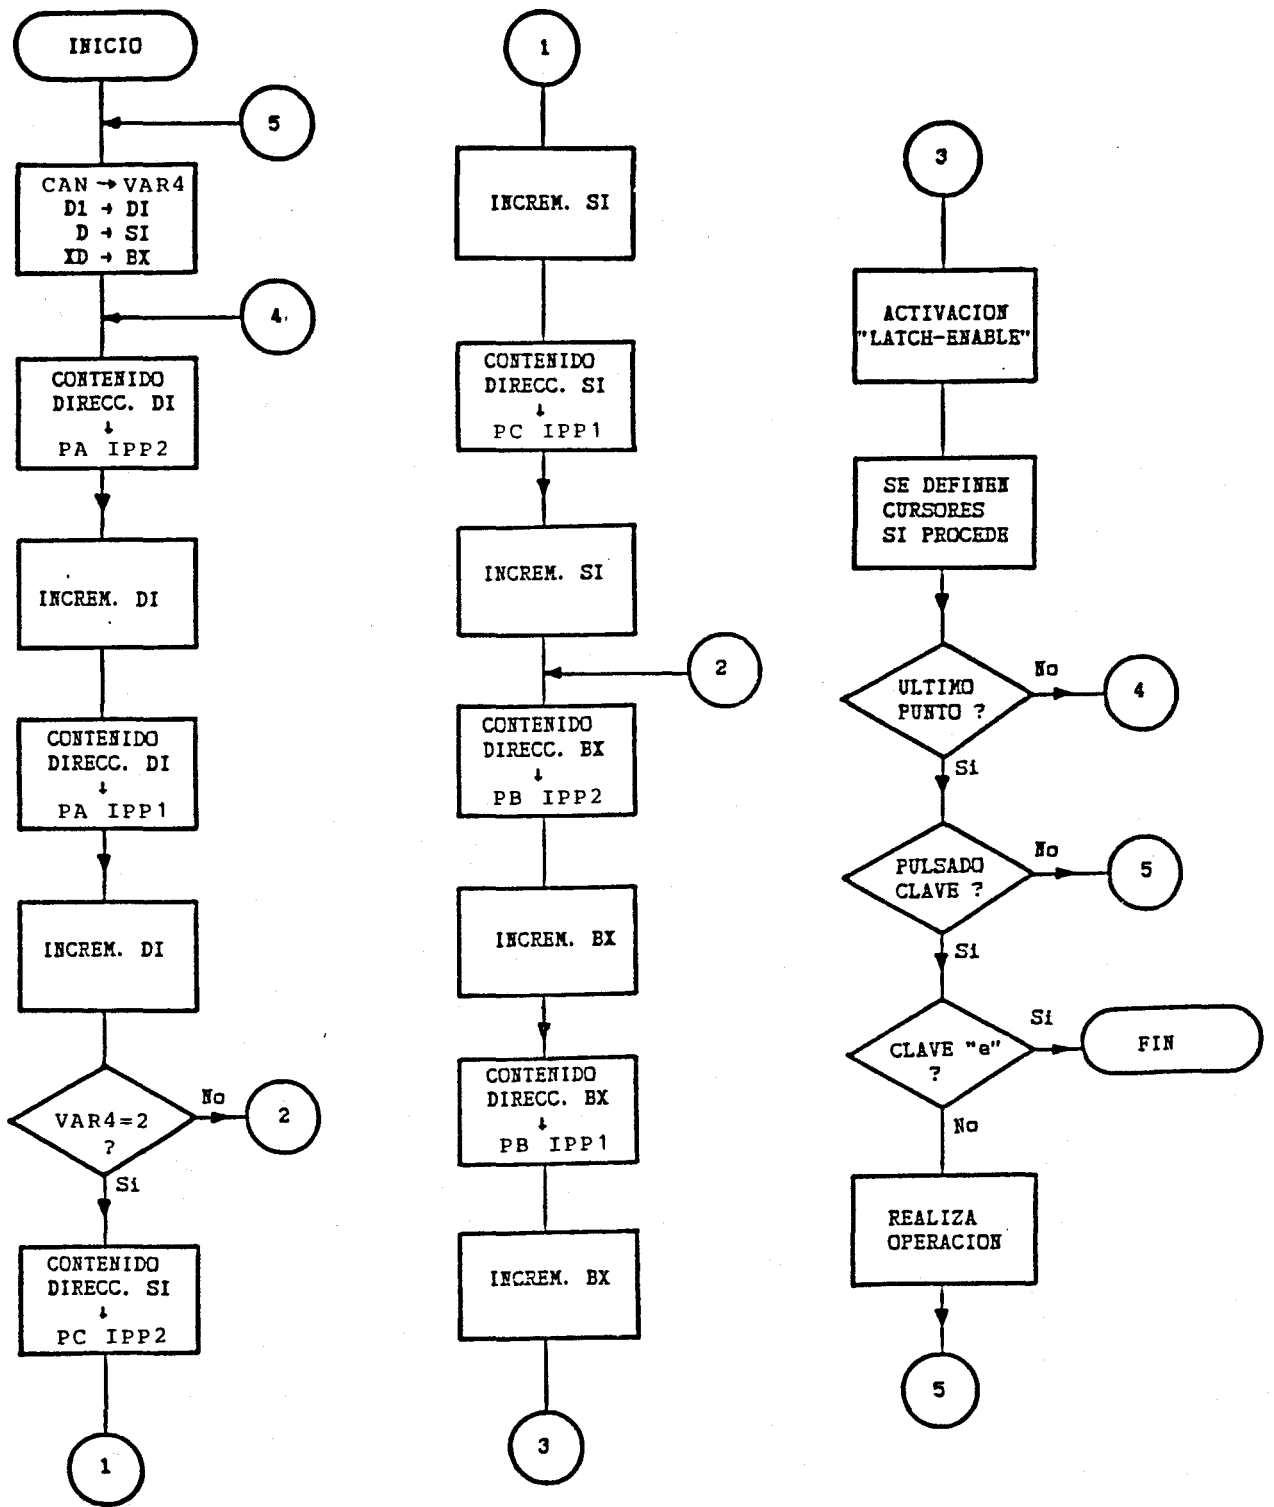 INICIO
5
CAN → VAR4
D1 → DI
D → SI
XD → BX
4
CONTENIDO
DIRECC. DI
↓
PA IPP2
INCREM. DI
CONTENIDO
DIRECC. DI
↓
PA IPP1
INCREM. DI
VAR4=2
?
No
2
Si
CONTENIDO
DIRECC. SI
↓
PC IPP2
1
1
INCREM. SI
CONTENIDO
DIRECC. SI
↓
PC IPP1
INCREM. SI
2
CONTENIDO
DIRECC. BX
↓
PB IPP2
INCREM. BX
CONTENIDO
DIRECC. BX
↓
PB IPP1
INCREM. BX
3
3
ACTIVACION
"LATCH-ENABLE"
SE DEFINEN
CURSORES
SI PROCEDE
ULTIMO
PUNTO ?
No
4
Si
PULSADO
CLAVE ?
No
5
Si
CLAVE "e"
?
Si
FIN
No
REALIZA
OPERACION
5